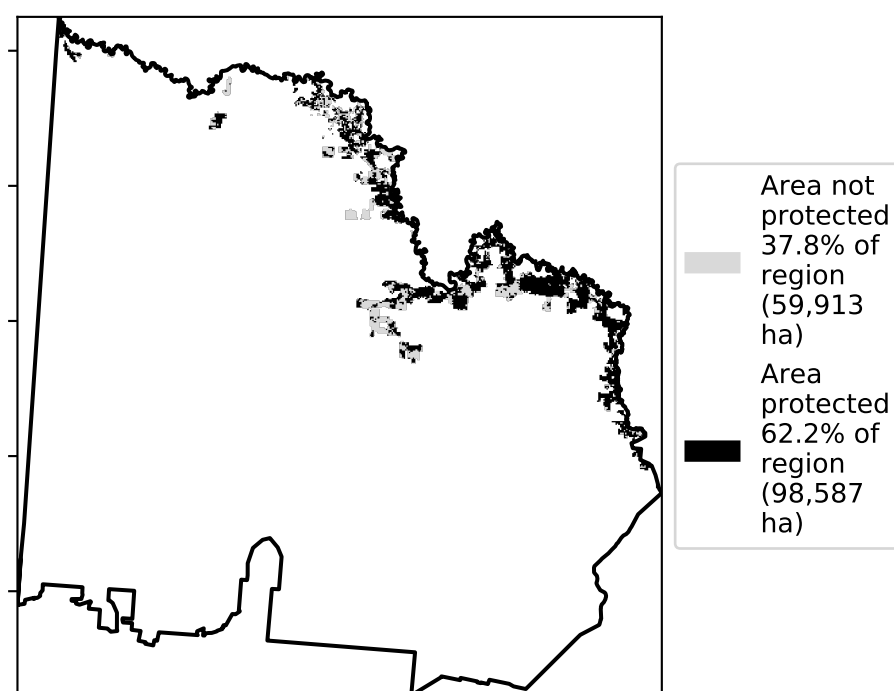 Area not
protected
37.8% of
region
(59,913
ha)
Area
protected
62.2% of
region
(98,587
ha)